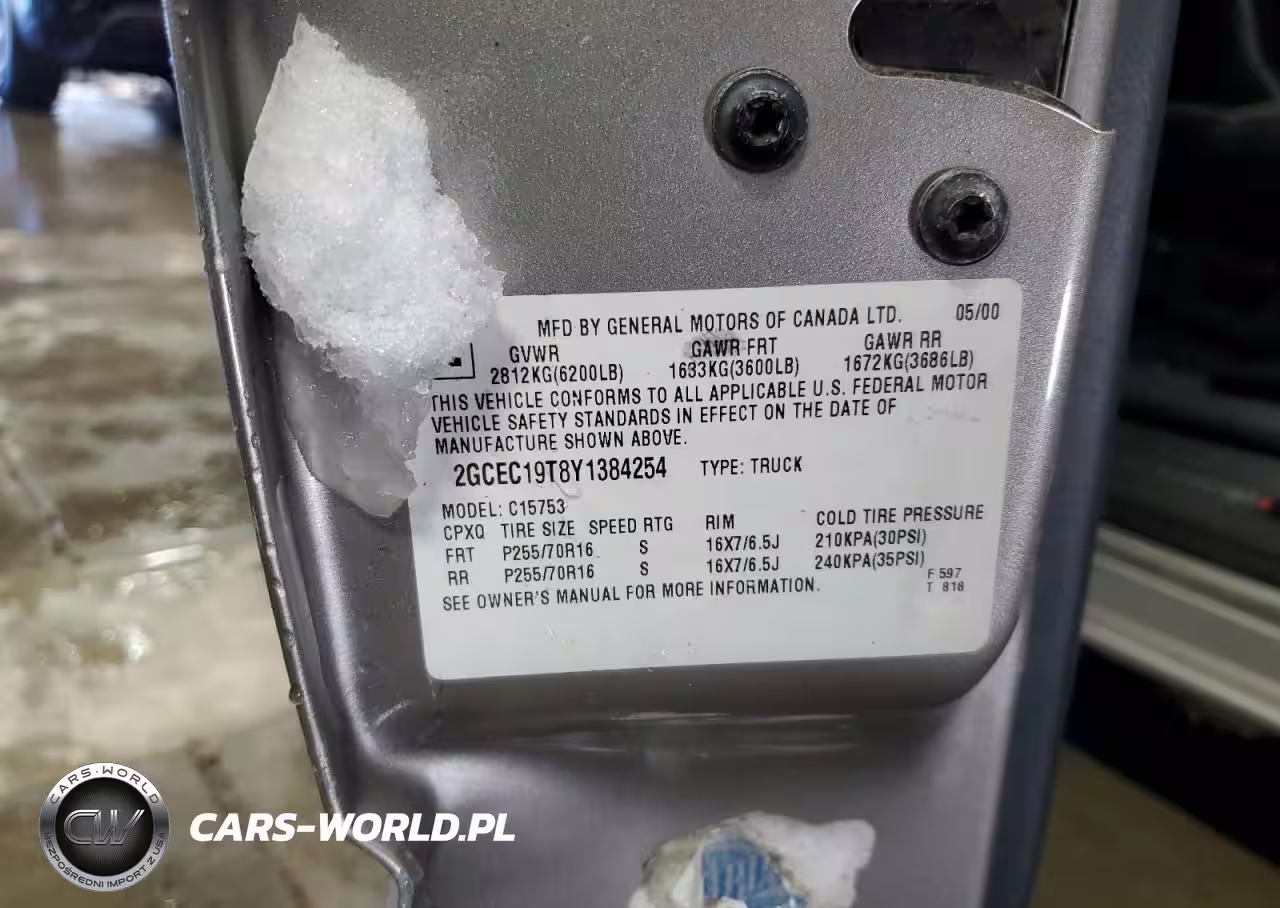 MFD BY GENERAL MOTORS OF CANADA LTD. 05/00
GVWR GAWR FRT GAWR RR
2812KG(6200LB) 1633KG(3600LB) 1672KG(3686LB)
THIS VEHICLE CONFORMS TO ALL APPLICABLE U.S. FEDERAL MOTOR
VEHICLE SAFETY STANDARDS IN EFFECT ON THE DATE OF
MANUFACTURE SHOWN ABOVE.
2GCEC19T8Y1384254 TYPE: TRUCK
MODEL: C15753
CPXQ TIRE SIZE SPEED RTG RIM COLD TIRE PRESSURE
FRT P255/70R16 S 16X7/6.5J 210KPA(30PSI)
RR P255/70R16 S 16X7/6.5J 240KPA(35PSI)
SEE OWNER'S MANUAL FOR MORE INFORMATION.
F 597
T 818
CARS-WORLD
CW
BEZPOŚREDNI IMPORT Z USA
CARS-WORLD.PL